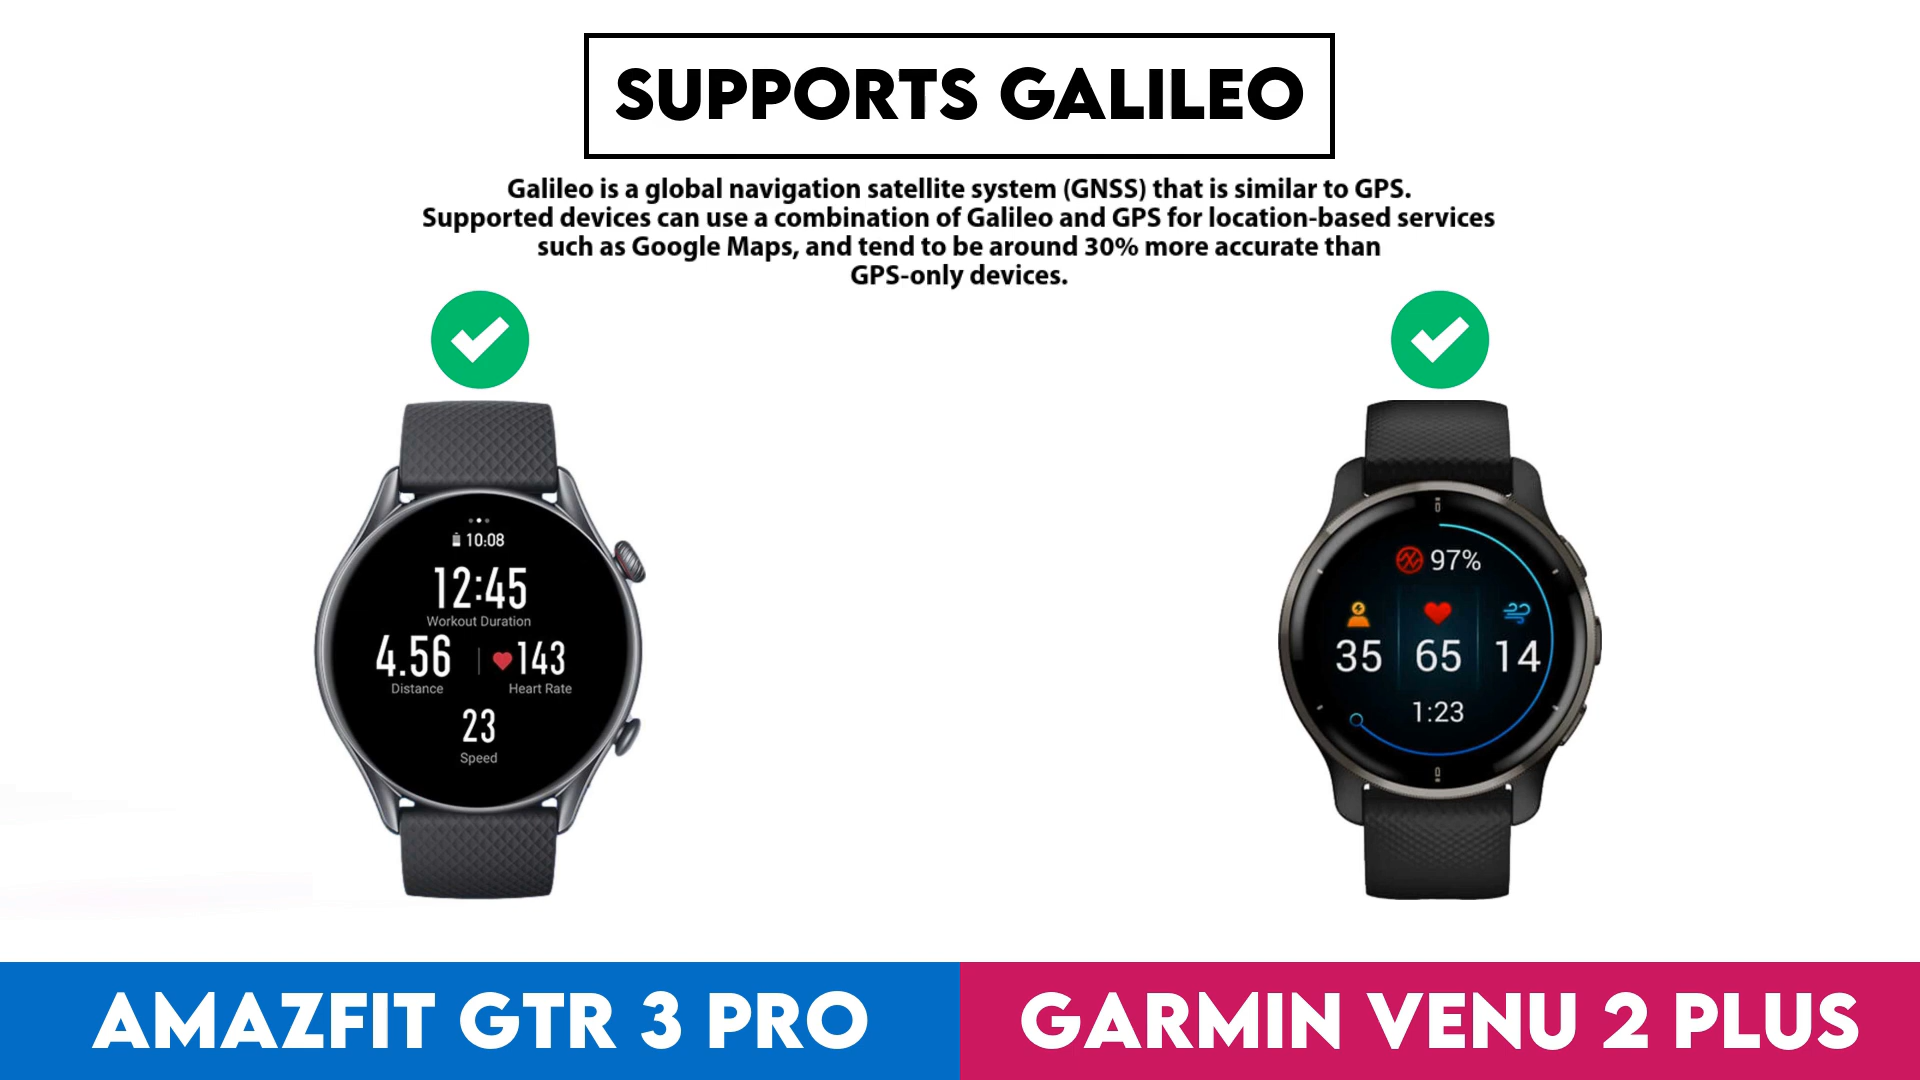 SUPPORTS GALILEO
Galileo is a global navigation satellite system (GNSS) that is similar to GPS.
Supported devices can use a combination of Galileo and GPS for location-based services
such as Google Maps, and tend to be around 30% more accurate than
GPS-only devices.
10:08
12:45
Workout Duration
4.56 143
Distance Heart Rate
23
Speed
97%
35 65 14
1:23
AMAZFIT GTR 3 PRO
GARMIN VENU 2 PLUS